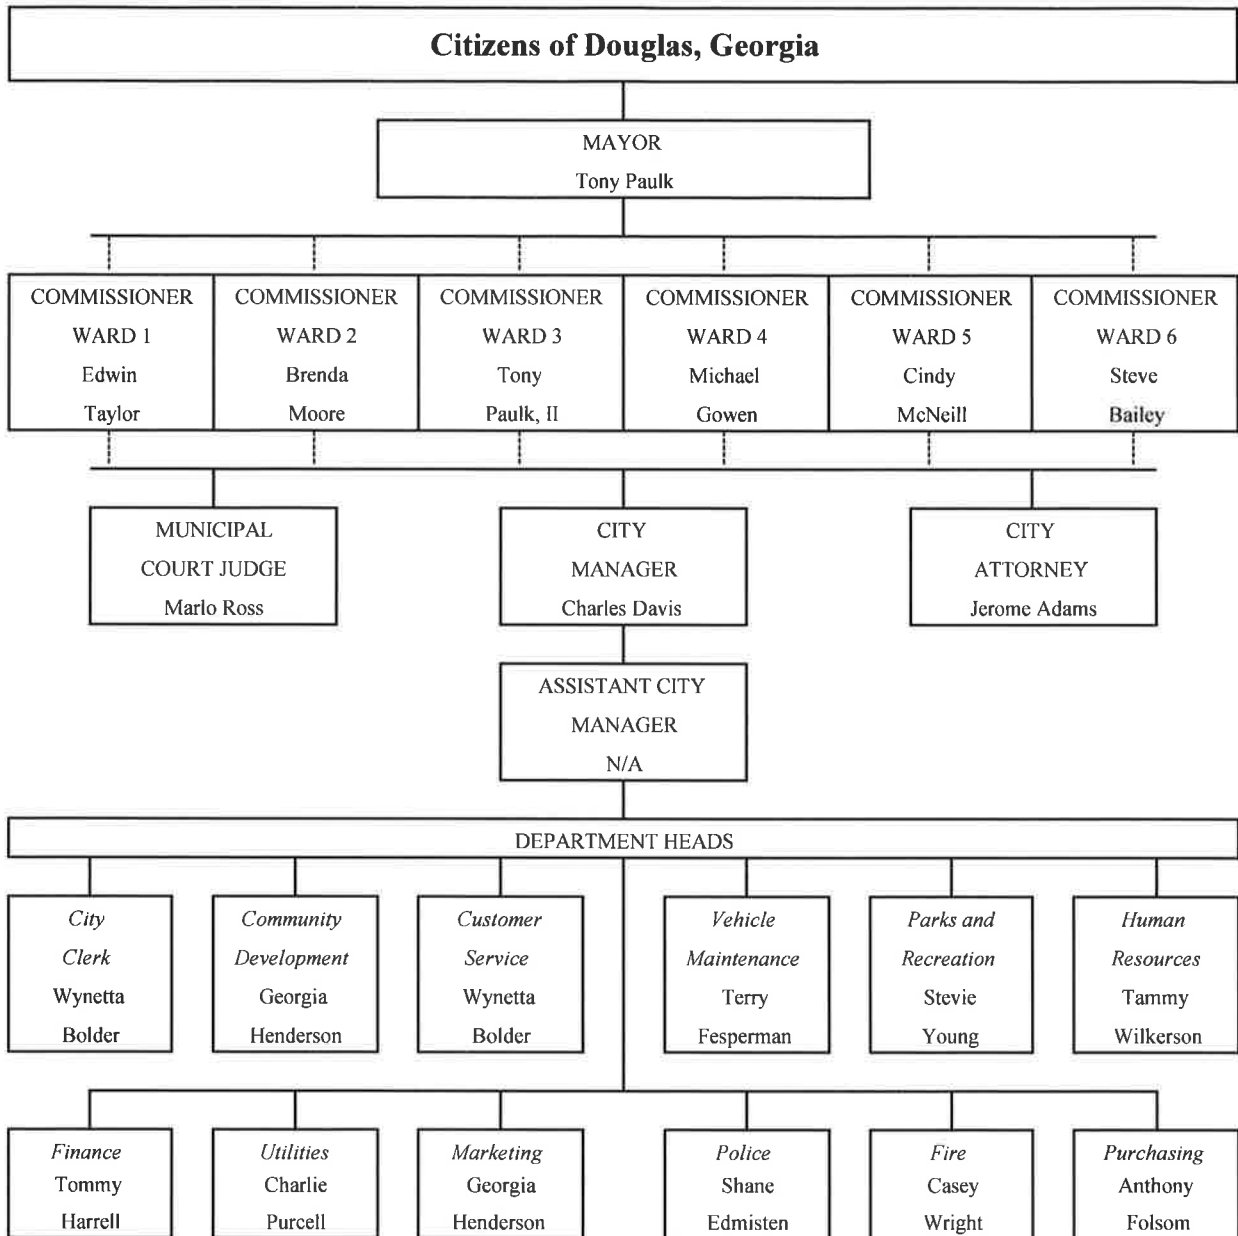 Citizens of Douglas, Georgia
MAYOR
Tony Paulk
COMMISSIONER
WARD 1
Edwin
Taylor
COMMISSIONER
WARD 2
Brenda
Moore
COMMISSIONER
WARD 3
Tony
Paulk, II
COMMISSIONER
WARD 4
Michael
Gowen
COMMISSIONER
WARD 5
Cindy
McNeill
COMMISSIONER
WARD 6
Steve
Bailey
MUNICIPAL
COURT JUDGE
Marlo Ross
CITY
MANAGER
Charles Davis
CITY
ATTORNEY
Jerome Adams
ASSISTANT CITY
MANAGER
N/A
DEPARTMENT HEADS
City
Clerk
Wynetta
Bolder
Community
Development
Georgia
Henderson
Customer
Service
Wynetta
Bolder
Vehicle
Maintenance
Terry
Fesperman
Parks and
Recreation
Stevie
Young
Human
Resources
Tammy
Wilkerson
Finance
Tommy
Harrell
Utilities
Charlie
Purcell
Marketing
Georgia
Henderson
Police
Shane
Edmisten
Fire
Casey
Wright
Purchasing
Anthony
Folsom